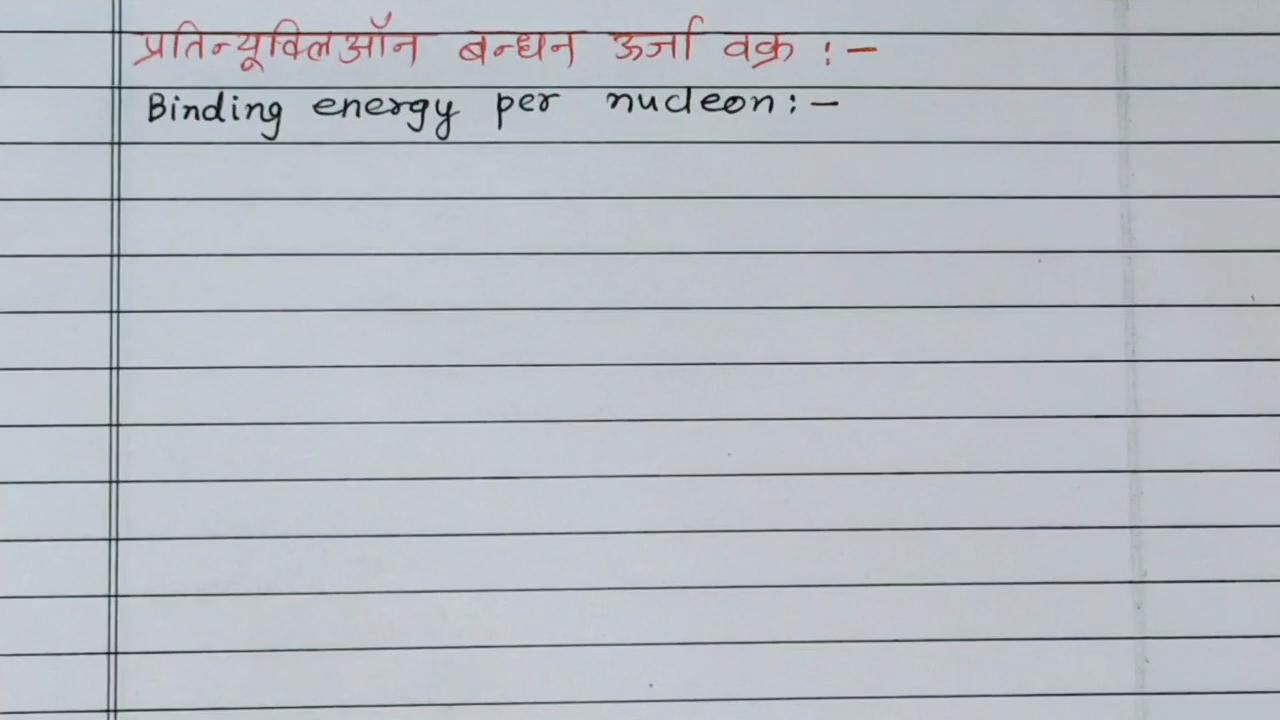 प्रतिन्यूक्लिऑन बन्धन ऊर्जा वक्र :-
Binding energy per nucleon :-